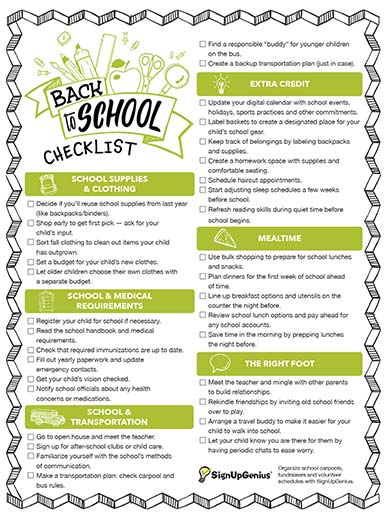 BACK
to SCHOOL
CHECKLIST
SCHOOL SUPPLIES
& CLOTHING
Decide if you'll reuse school supplies from last year
(like backpacks/binders).
Shop early to get first pick — ask for your
child's input.
Sort fall clothing to clean out items your child
has outgrown.
Set a budget for your child's new clothes.
Let older children choose their own clothes with
a separate budget.
SCHOOL & MEDICAL
REQUIREMENTS
Register your child for school if necessary.
Read the school handbook and medical
requirements.
Check that required immunizations are up to date.
Fill out yearly paperwork and update
emergency contacts.
Get your child's vision checked.
Notify school officials about any health
concerns or medications.
SCHOOL &
TRANSPORTATION
Go to open house and meet the teacher.
Sign up for after-school clubs or child care.
Familiarize yourself with the school's methods
of communication.
Make a transportation plan: check carpool and
bus rules.
Find a responsible "buddy" for younger children
on the bus.
Create a backup transportation plan (just in case).
EXTRA CREDIT
Update your digital calendar with school events,
holidays, sports practices and other commitments.
Label baskets to create a designated place for your
child's school gear.
Keep track of belongings by labeling backpacks
and supplies.
Create a homework space with supplies and
comfortable seating.
Schedule haircut appointments.
Start adjusting sleep schedules a few weeks
before school.
Refresh reading skills during quiet time before
school begins.
MEALTIME
Use bulk shopping to prepare for school lunches
and snacks.
Plan dinners for the first week of school ahead
of time.
Line up breakfast options and utensils on the
counter the night before.
Review school lunch options and pay ahead for
any school accounts.
Save time in the morning by prepping lunches
the night before.
THE RIGHT FOOT
Meet the teacher and mingle with other parents
to build relationships.
Rekindle friendships by inviting old school friends
over to play.
Arrange a travel buddy to make it easier for your
child to walk into school.
Let your child know you are there for them by
having periodic chats to ease worry.
SignUpGenius
Organize school carpools,
fundraisers and volunteer
schedules with SignUpGenius.